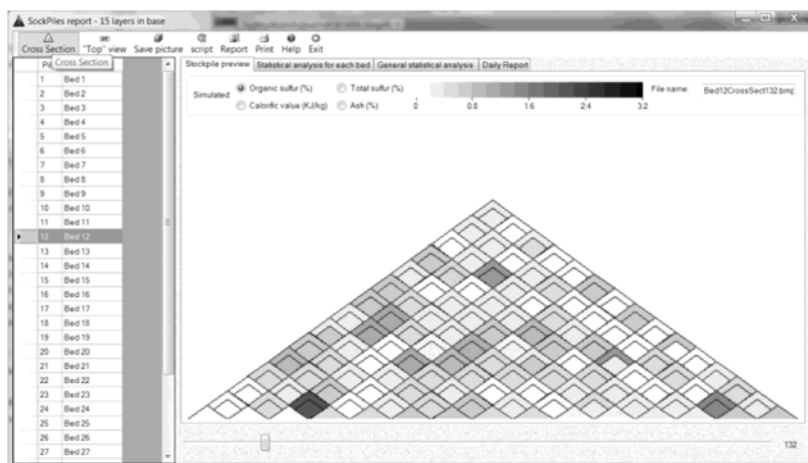 SockPiles report - 15 layers in base
Cross Section "Top" view Save picture script Report Print Help Exit
Cross Section
Stockpile preview Statistical analysis for each bed General statistical analysis Daily Report
1 Bed 1
2 Bed 2
3 Bed 3
4 Bed 4
5 Bed 5
6 Bed 6
7 Bed 7
8 Bed 8
9 Bed 9
10 Bed 10
11 Bed 11
12 Bed 12
13 Bed 13
14 Bed 14
15 Bed 15
16 Bed 16
17 Bed 17
18 Bed 18
19 Bed 19
20 Bed 20
21 Bed 21
22 Bed 22
23 Bed 23
24 Bed 24
25 Bed 25
26 Bed 26
27 Bed 27
Simulated
Organic sulfur (%) Total sulfur (%)
Calorific value (KJ/kg) Ash (%)
0 0.8 1.6 2.4 3.2
File name: Bed12CrossSect132.bmp
132